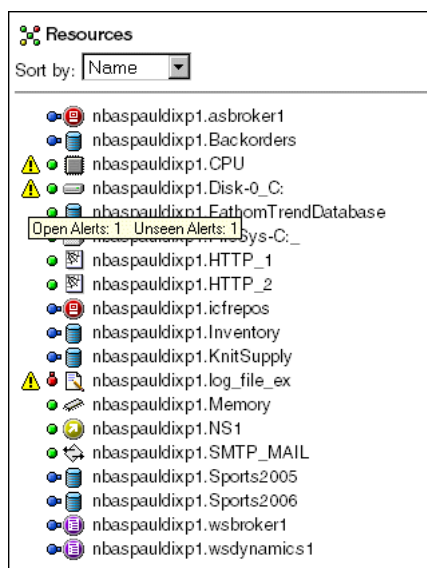 Resources
Sort by: Name
nbaspauldixp1.asbroker1
nbaspauldixp1.Backorders
nbaspauldixp1.CPU
nbaspauldixp1.Disk-0_C:
nbaspauldixp1.FathomTrendDatabase
Open Alerts: 1 Unseen Alerts: 1
nbaspauldixp1.HTTP_1
nbaspauldixp1.HTTP_2
nbaspauldixp1.icfrepos
nbaspauldixp1.Inventory
nbaspauldixp1.KnitSupply
nbaspauldixp1.log_file_ex
nbaspauldixp1.Memory
nbaspauldixp1.NS1
nbaspauldixp1.SMTP_MAIL
nbaspauldixp1.Sports2005
nbaspauldixp1.Sports2006
nbaspauldixp1.wsbroker1
nbaspauldixp1.wsdynamics1